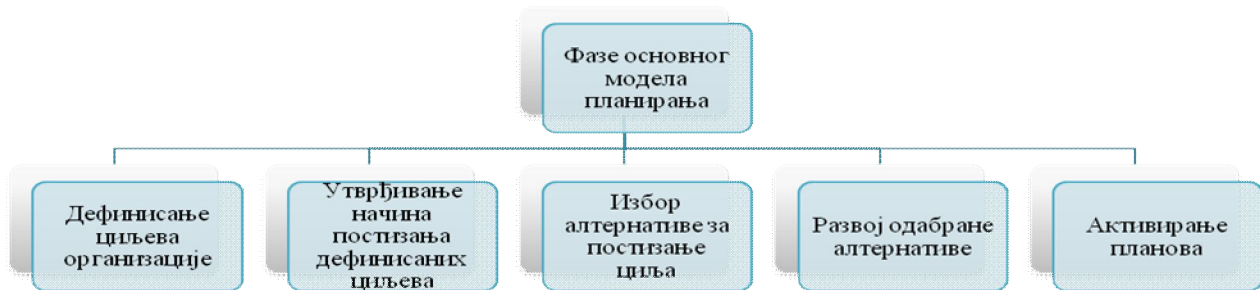 Фазе основног
модела
планирања
Дефинисање
циљева
организације
Утврђивање
начина
постизања
дефинисаних
циљева
Избор
алтернативе за
постизање
циља
Развој одабране
алтернативе
Активирање
планова